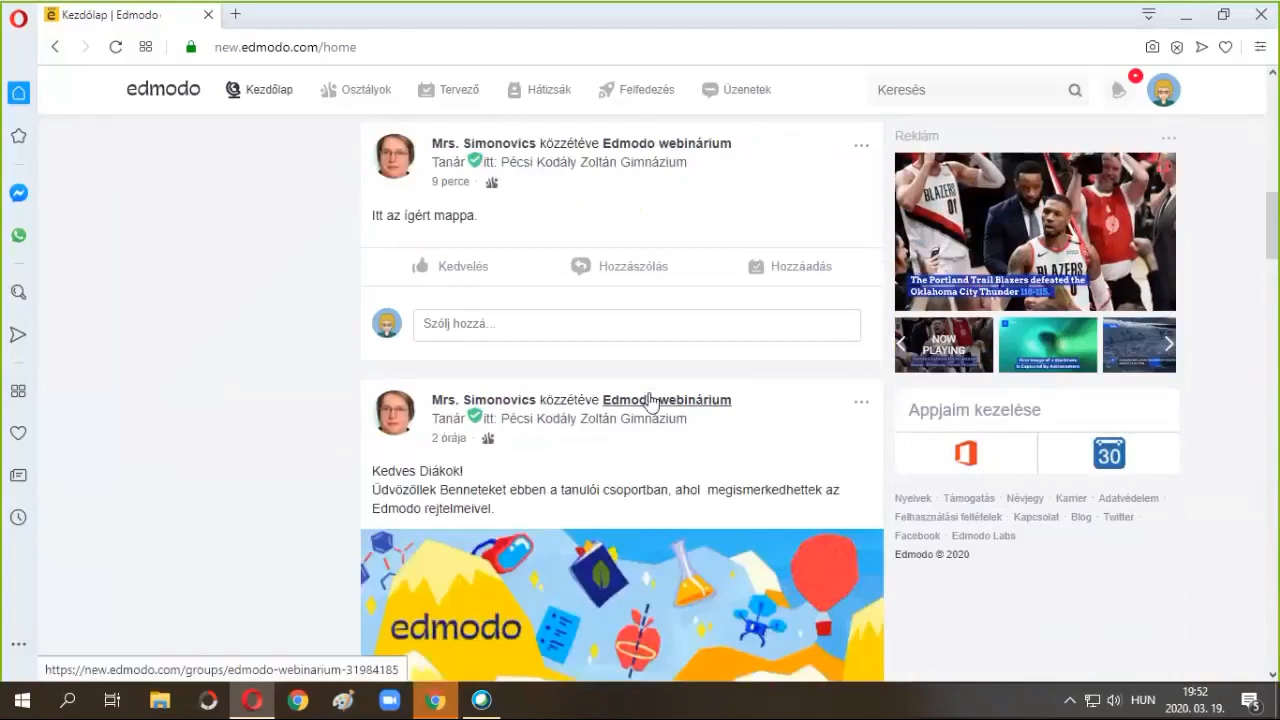 Kezdőlap | Edmodo
new.edmodo.com/home
edmodo
Kezdőlap
Osztályok
Tervező
Hátizsák
Felfedezés
Üzenetek
Keresés
Mrs. Simonovics közzétéve Edmodo webinárium
Tanár itt: Pécsi Kodály Zoltán Gimnázium
9 perce ·
Itt az ígért mappa.
Kedvelés
Hozzászólás
Hozzáadás
Szólj hozzá...
Mrs. Simonovics közzétéve Edmodo webinárium
Tanár itt: Pécsi Kodály Zoltán Gimnázium
2 órája ·
Kedves Diákok!
Üdvözöllek Benneteket ebben a tanulói csoportban, ahol megismerkedhettek az
Edmodo rejtelmeivel.
edmodo
Reklám
BLAZERS
01
BLAZERS
The Portland Trail Blazers defeated the
Oklahoma City Thunder 118-115.
NOW
PLAYING
Appjaim kezelése
30
Nyelvek · Támogatás · Névjegy · Karrier · Adatvédelem ·
Felhasználási feltételek · Kapcsolat · Blog · Twitter ·
Facebook · Edmodo Labs
Edmodo © 2020
https://new.edmodo.com/groups/edmodo-webinarium-31984185
HUN
19:52
2020. 03. 19.
5